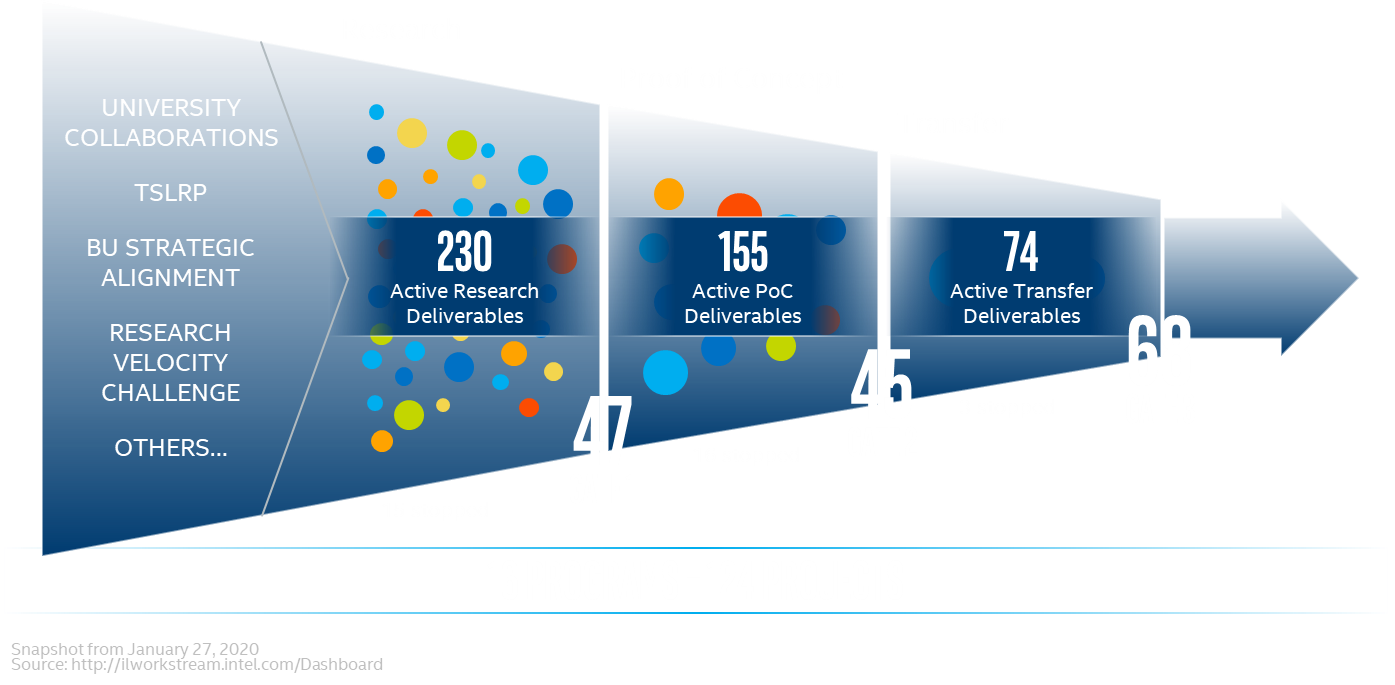 UNIVERSITY
COLLABORATIONS
TSLRP
BU STRATEGIC
ALIGNMENT
RESEARCH
VELOCITY
CHALLENGE
OTHERS...
230
Active Research
Deliverables
155
Active PoC
Deliverables
74
Active Transfer
Deliverables
47
45
Snapshot from January 27, 2020
Source: http://ilworkstream.intel.com/Dashboard